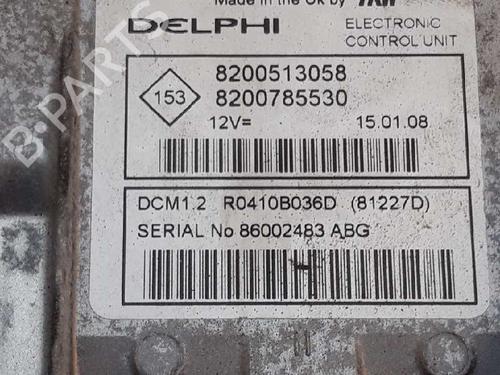 Made in the UK by TRW
DELPHI
ELECTRONIC
CONTROL UNIT
153
8200513058
8200785530
12V=
15.01.08
DCM1.2 R0410B036D (81227D)
SERIAL No 86002483 ABG
B-PARTS